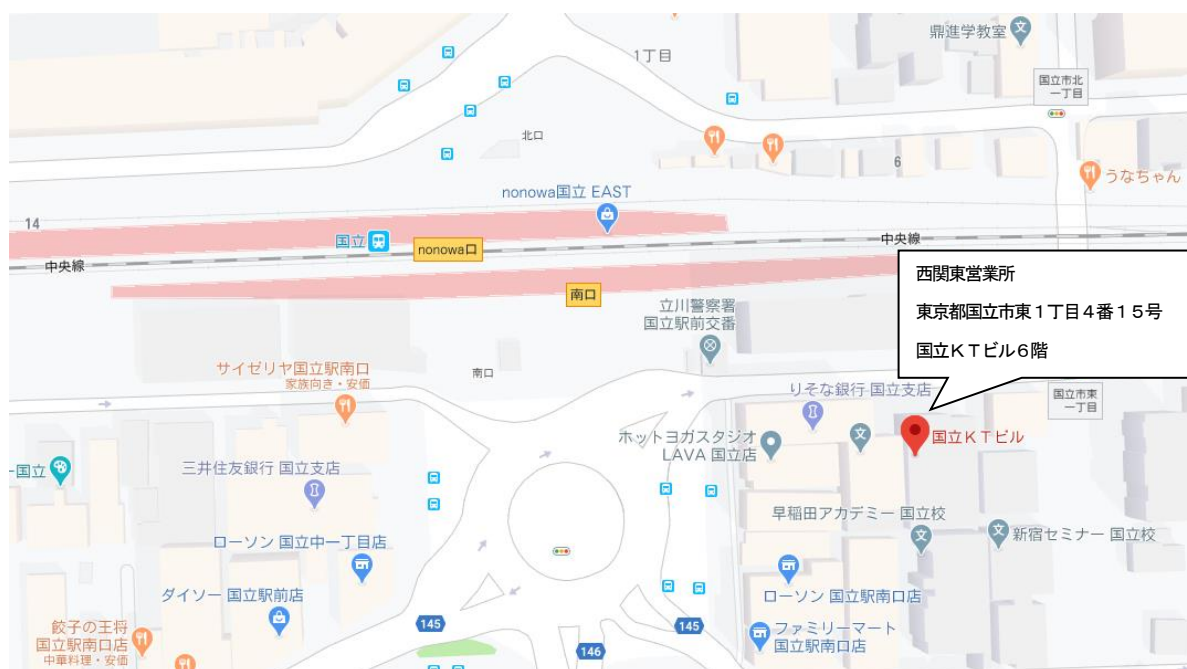 鼎進学教室
1丁目
国立市北
一丁目
北口
6
うなちゃん
nonowa国立 EAST
14
国立
nonowa口
中央線
中央線
南口
西関東営業所
東京都国立市東1丁目4番15号
国立KTビル6階
立川警察署
国立駅前交番
サイゼリヤ国立駅南口
家族向き・安価
南口
りそな銀行 国立支店
国立市東
一丁目
ホットヨガスタジオ
LAVA 国立店
国立KTビル
ー国立
三井住友銀行 国立支店
早稲田アカデミー 国立校
新宿セミナー 国立校
ローソン 国立中一丁目店
ダイソー 国立駅前店
ローソン 国立駅南口店
145
145
146
餃子の王将
国立駅南口店
中華料理・安価
ファミリーマート
国立駅南口店